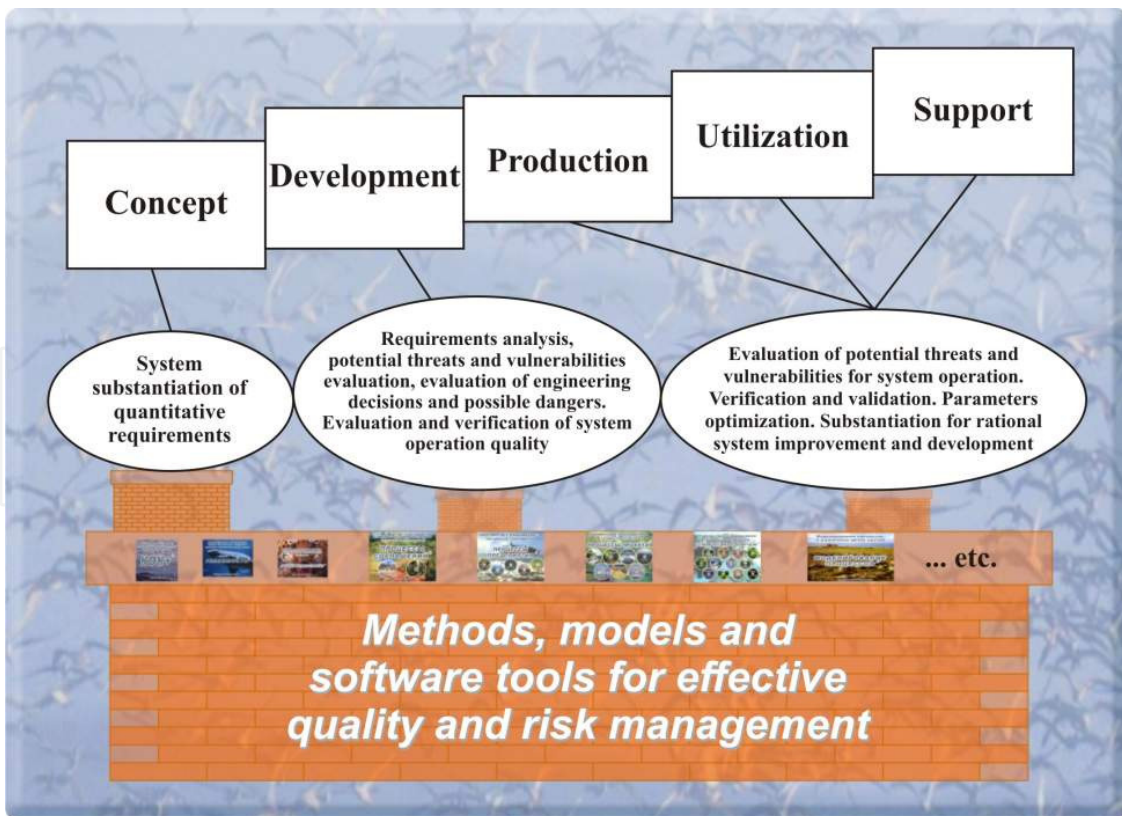 Concept
Development
Production
Utilization
Support
System
substantiation of
quantitative
requirements
Requirements analysis,
potential threats and vulnerabilities
evaluation, evaluation of engineering
decisions and possible dangers.
Evaluation and verification of system
operation quality
Evaluation of potential threats and
vulnerabilities for system operation.
Verification and validation. Parameters
optimization. Substantiation for rational
system improvement and development
... etc.
Methods, models and
software tools for effective
quality and risk management